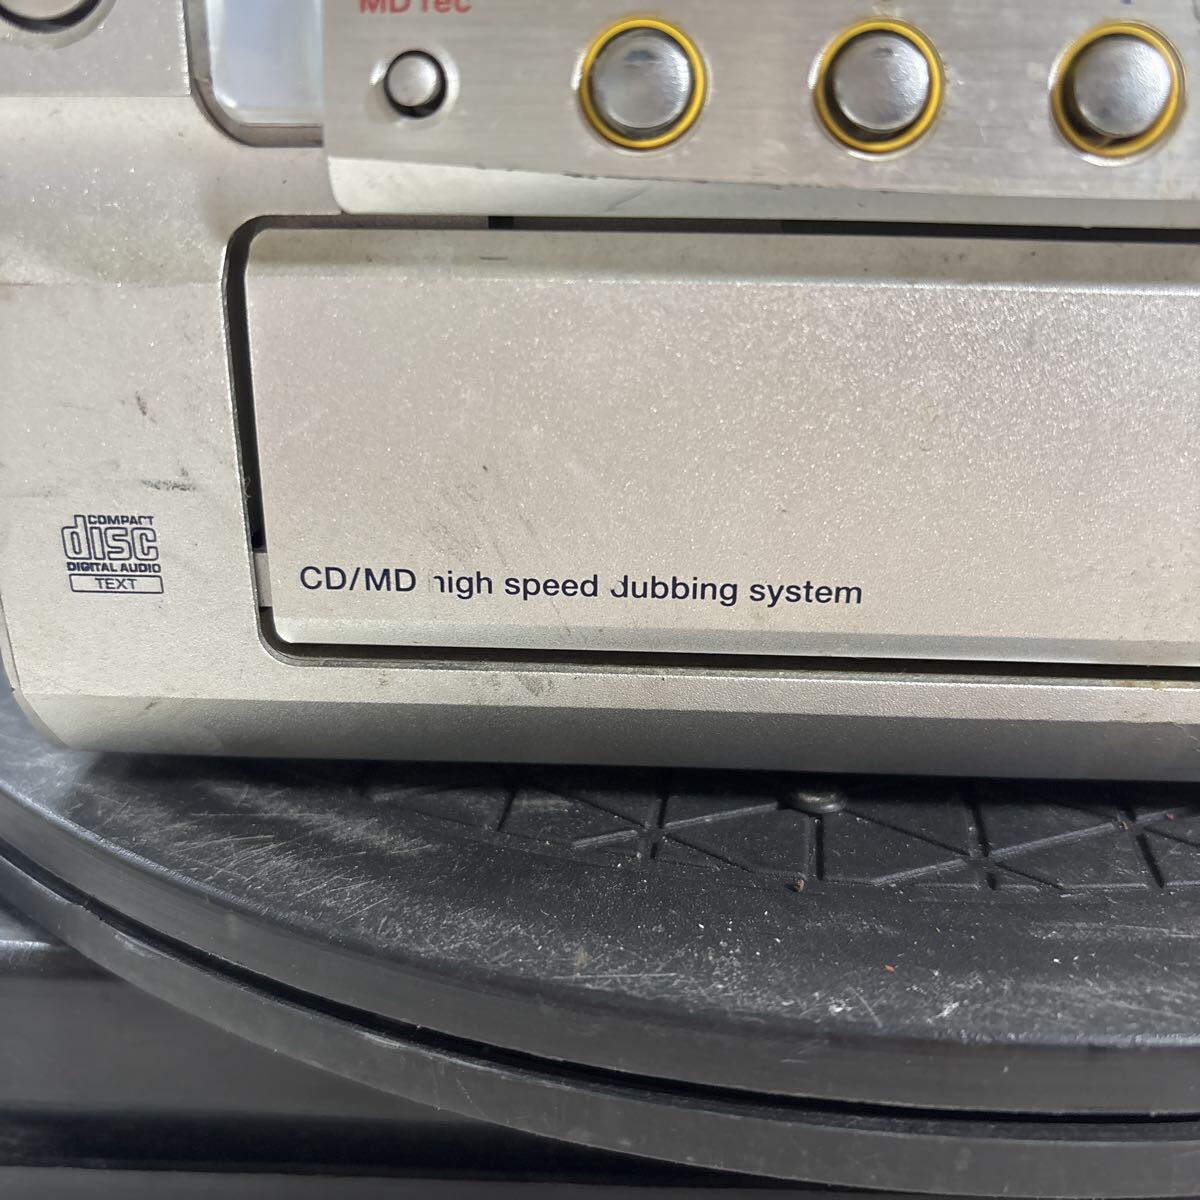 MD rec
COMPACT
disc
DIGITAL AUDIO
TEXT
CD/MD high speed dubbing system